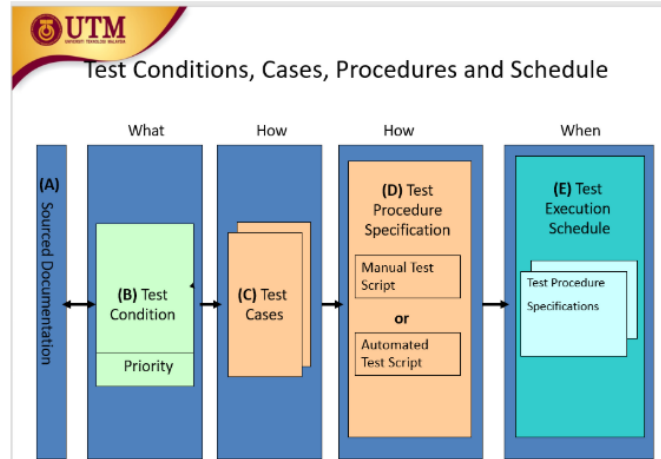 UTM
UNIVERSITI TEKNOLOGI MALAYSIA
Test Conditions, Cases, Procedures and Schedule
What
How
How
When
(A) Sourced Documentation
(B) Test
Condition
Priority
(C) Test
Cases
(D) Test
Procedure
Specification
Manual Test
Script
or
Automated
Test Script
(E) Test
Execution
Schedule
Test Procedure
Specifications